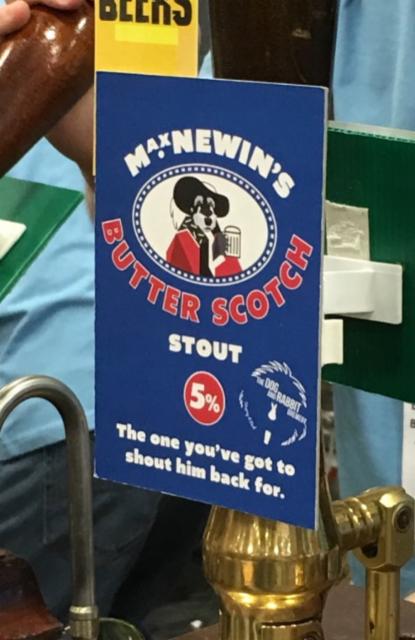 BEERS
MAX NEWIN'S
BUTTER SCOTCH
STOUT
5%
THE DOG
AND RABBIT
BREWERY
The one you've got to
shout him back for.